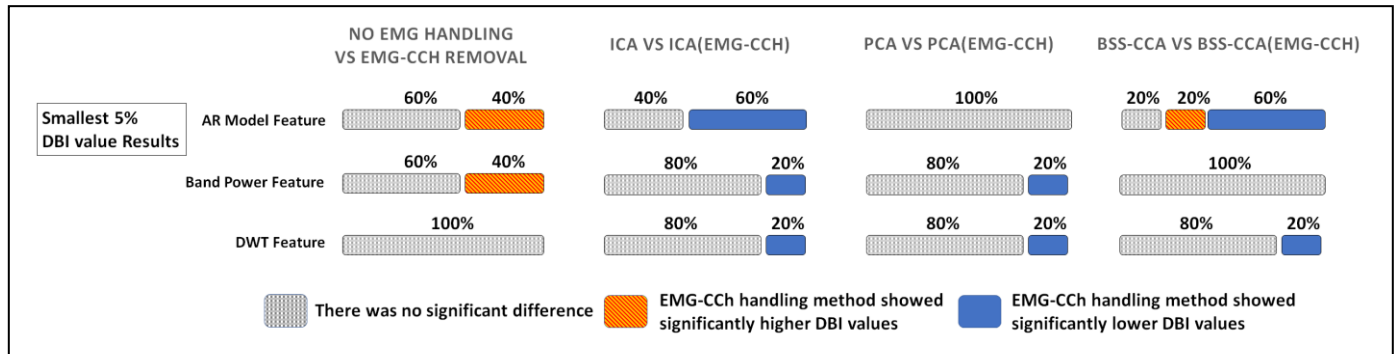 NO EMG HANDLING
VS EMG-CCH REMOVAL
ICA VS ICA(EMG-CCH)
PCA VS PCA(EMG-CCH)
BSS-CCA VS BSS-CCA(EMG-CCH)
Smallest 5%
DBI value Results
AR Model Feature
60% 40%
40% 60%
100%
20% 20% 60%
Band Power Feature
60% 40%
80% 20%
80% 20%
100%
DWT Feature
100%
80% 20%
80% 20%
80% 20%
There was no significant difference
EMG-CCh handling method showed
significantly higher DBI values
EMG-CCh handling method showed
significantly lower DBI values